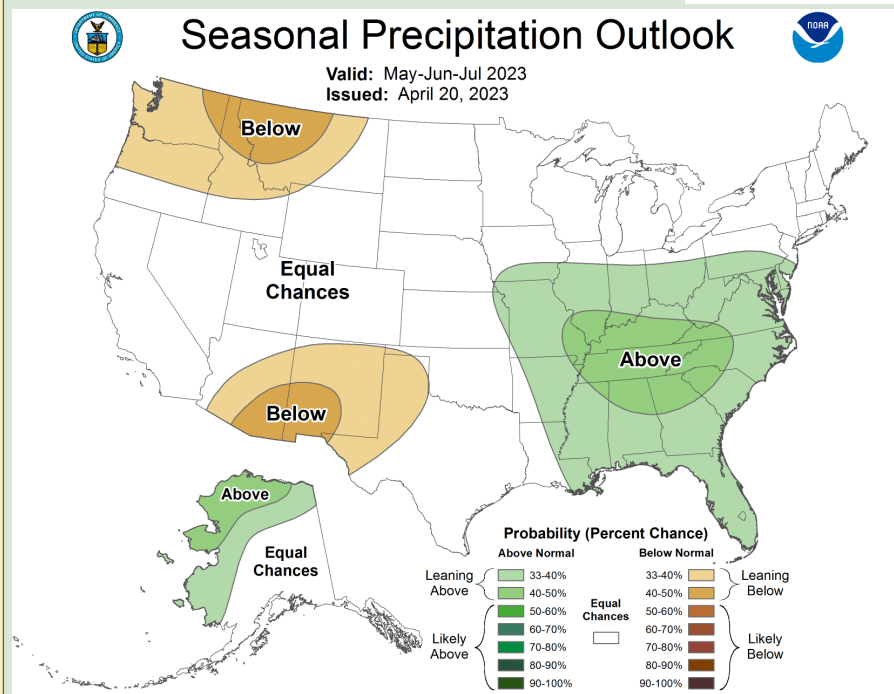 Seasonal Precipitation Outlook
NOAA
Valid: May-Jun-Jul 2023
Issued: April 20, 2023
Below
Equal
Chances
Above
Below
Above
Equal
Chances
Probability (Percent Chance)
Above Normal
Below Normal
Leaning
Above
33-40%
40-50%
Likely
Above
50-60%
60-70%
70-80%
80-90%
90-100%
Equal
Chances
33-40%
40-50%
Leaning
Below
50-60%
60-70%
70-80%
80-90%
90-100%
Likely
Below